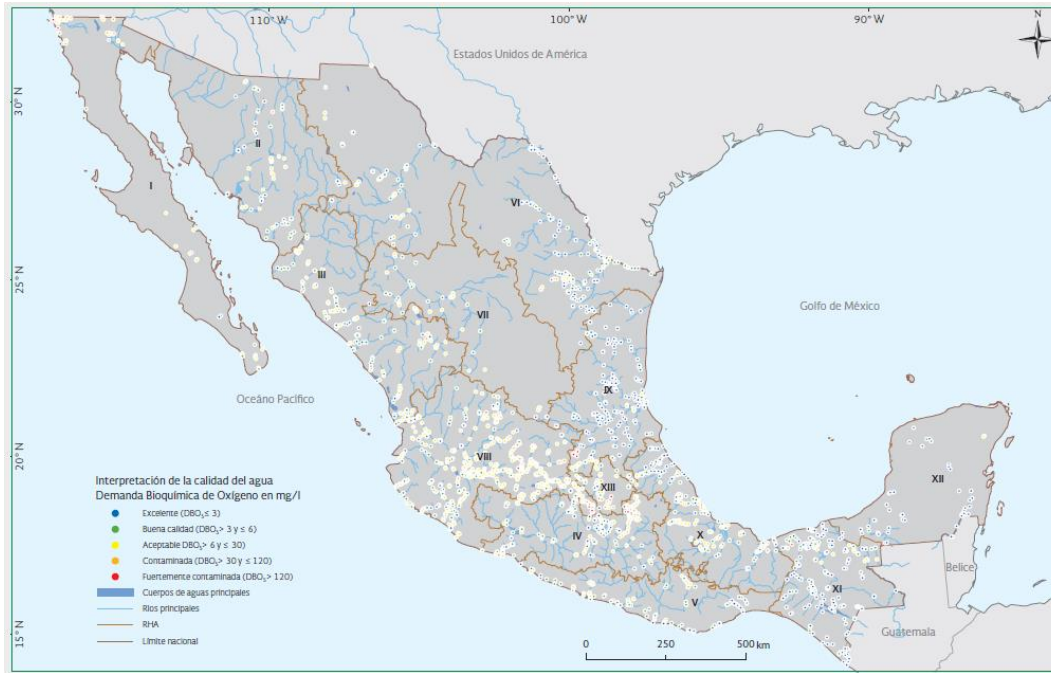 110°W 100°W 90°W
N
Estados Unidos de América
30°N
II
I
VI
25°N
III
VII
Golfo de México
IX
Oceáno Pacífico
20°N
VIII
XII
XIII
Interpretación de la calidad del agua
Demanda Bioquímica de Oxígeno en mg/l
Excelente (DBO₅≤ 3)
Buena calidad (DBO₅> 3 y ≤ 6)
Aceptable DBO₅> 6 y ≤ 30)
Contaminada (DBO₅> 30 y ≤ 120)
Fuertemente contaminada (DBO₅> 120)
Cuerpos de aguas principales
Ríos principales
RHA
Límite nacional
IV
X
Belice
XI
V
Guatemala
15°N
0 250 500 km